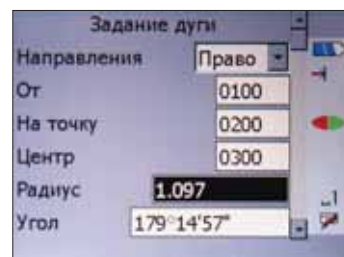 Задание дуги
Направления Право
От 0100
На точку 0200
Центр 0300
Радиус 1.097
Угол 179°14'57"